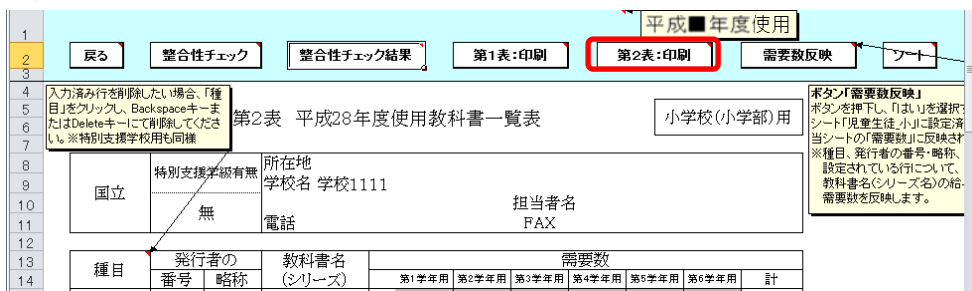 平成■年度使用
1
2
戻る
整合性チェック
整合性チェック結果
第1表:印刷
第2表:印刷
需要数反映
ソート
3
4
5
6
7
8
9
10
11
12
13
14
入力済み行を削除したい場合、「種
目」をクリックし、Backspaceキーま
たはDeleteキーにて削除してくださ
い。※特別支援学校用も同様
第2表 平成28年度使用教科書一覧表
小学校(小学部)用
ボタン「需要数反映」
ボタンを押下し、「はい」を選択
シート「児童生徒_小」に設定済
当シートの「需要数」に反映され
※種目、発行者の番号・略称、
設定されている行について、
教科書名(シリーズ名)の給
需要数を反映します。
国立
特別支援学級有無
無
所在地
学校名 学校1111
担当者名
電話
FAX
種目
発行者の
番号
略称
教科書名
(シリーズ)
需要数
第1学年用
第2学年用
第3学年用
第4学年用
第5学年用
第6学年用
計